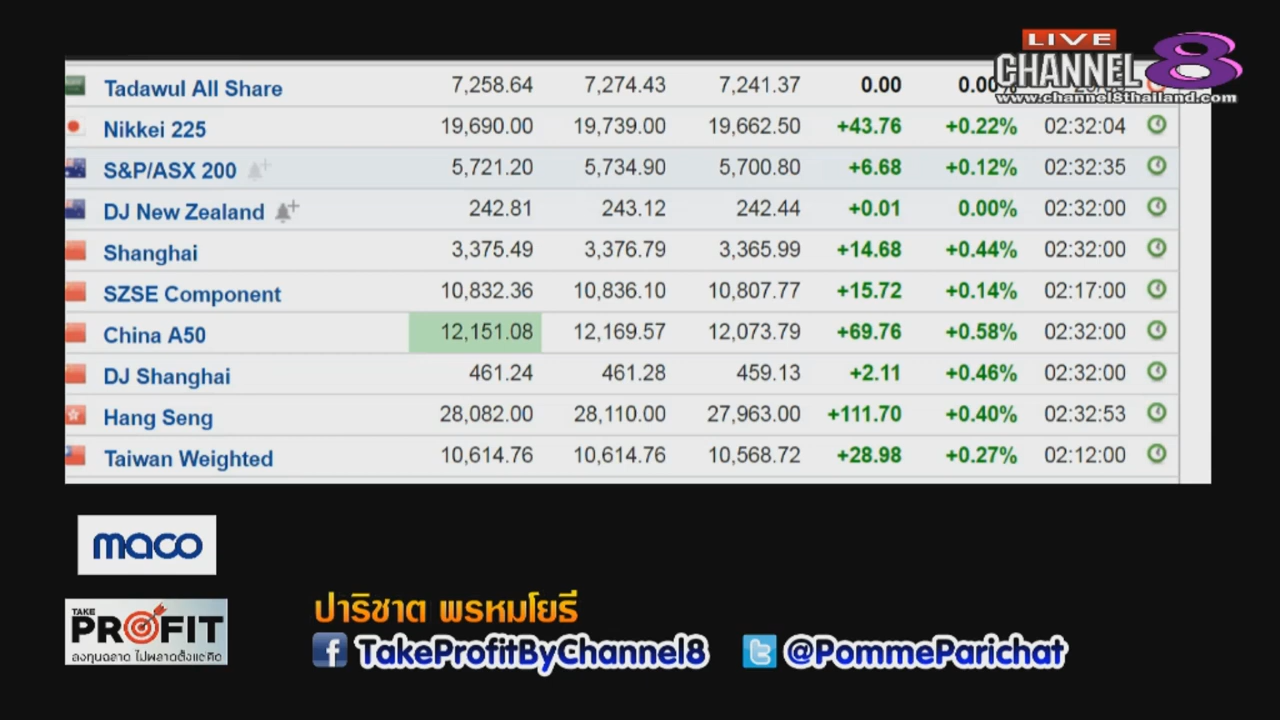 LIVE
CHANNEL 8
www.channel8thailand.com
Tadawul All Share 7,258.64 7,274.43 7,241.37 0.00 0.00%
Nikkei 225 19,690.00 19,739.00 19,662.50 +43.76 +0.22% 02:32:04
S&P/ASX 200 5,721.20 5,734.90 5,700.80 +6.68 +0.12% 02:32:35
DJ New Zealand 242.81 243.12 242.44 +0.01 0.00% 02:32:00
Shanghai 3,375.49 3,376.79 3,365.99 +14.68 +0.44% 02:32:00
SZSE Component 10,832.36 10,836.10 10,807.77 +15.72 +0.14% 02:17:00
China A50 12,151.08 12,169.57 12,073.79 +69.76 +0.58% 02:32:00
DJ Shanghai 461.24 461.28 459.13 +2.11 +0.46% 02:32:00
Hang Seng 28,082.00 28,110.00 27,963.00 +111.70 +0.40% 02:32:53
Taiwan Weighted 10,614.76 10,614.76 10,568.72 +28.98 +0.27% 02:12:00
maco
TAKE
PROFIT
ลงทุนฉลาด ไม่พลาดตั้งแต่คิด
ปาริชาต พรหมโยธี
TakeProfitByChannel8 @PommeParichat